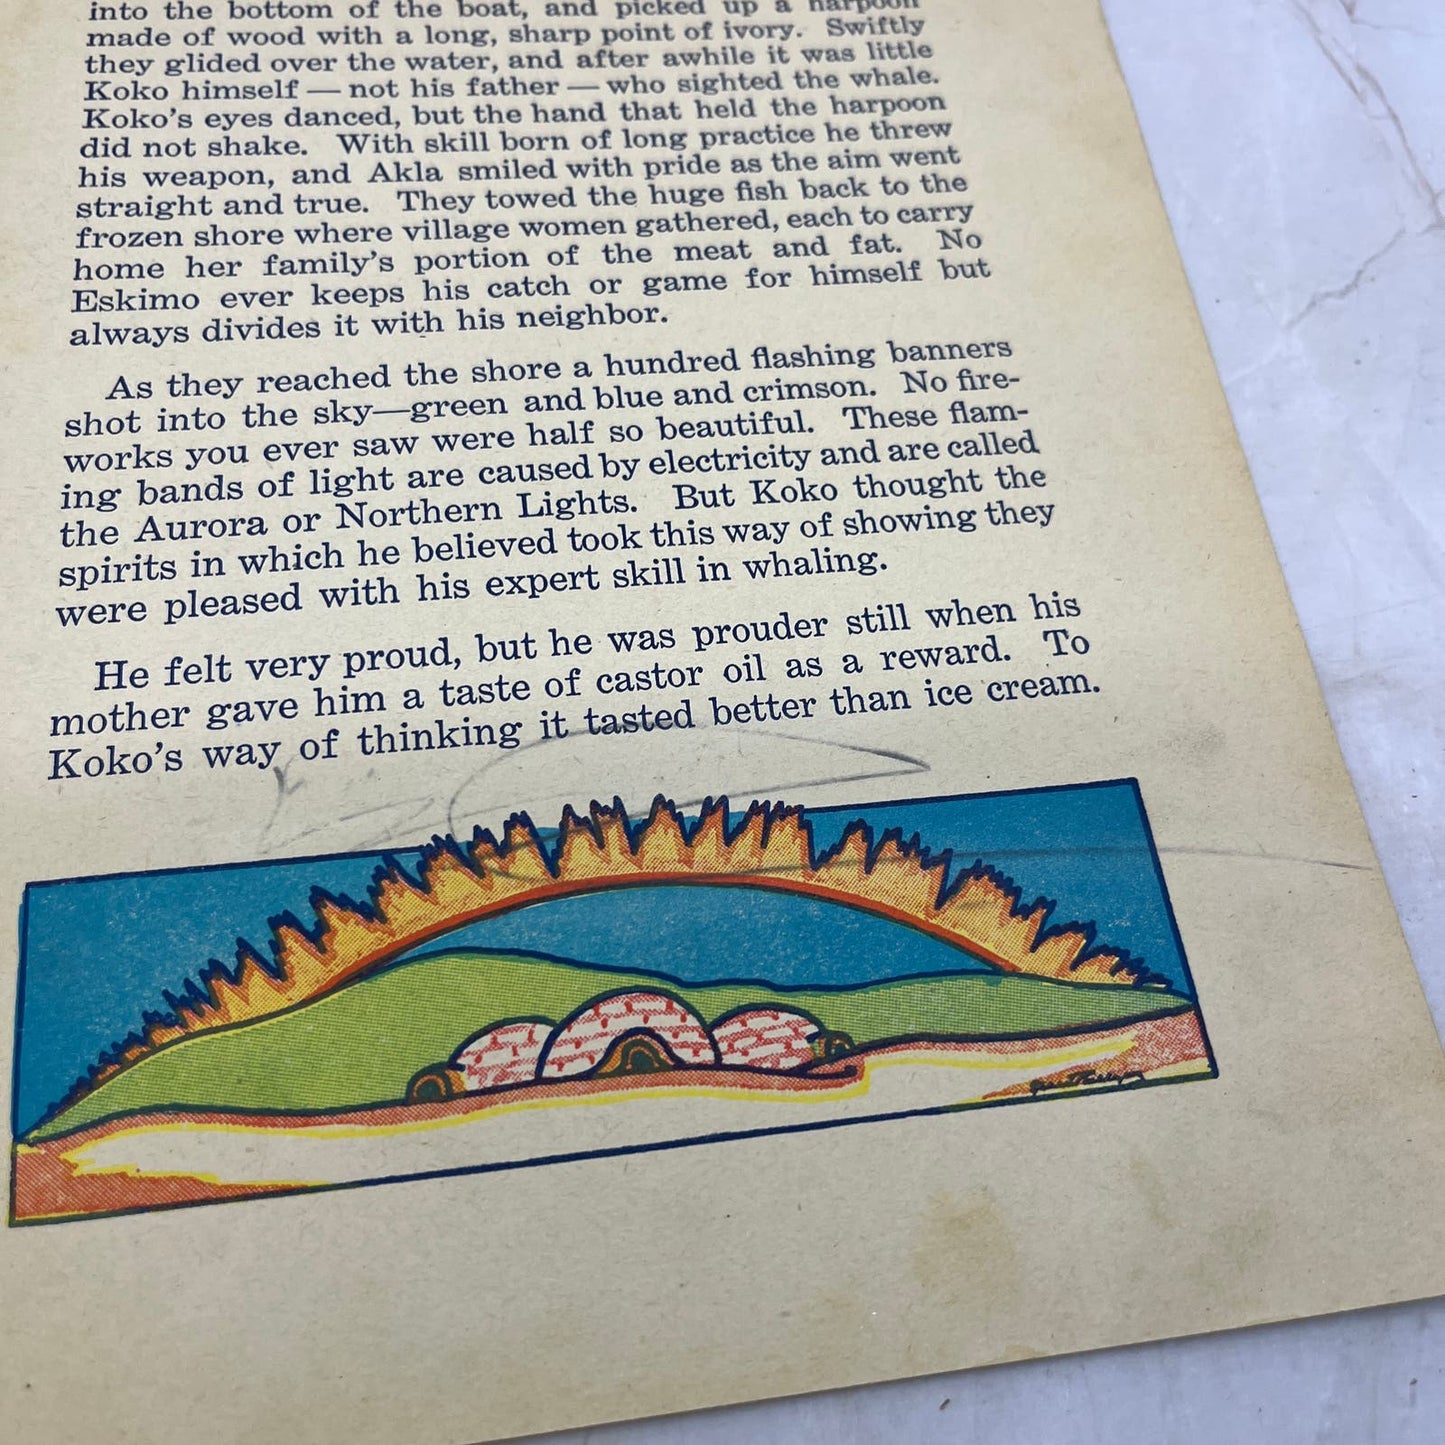 into the bottom of the boat, and picked up a harpoon
made of wood with a long, sharp point of ivory. Swiftly
they glided over the water, and after awhile it was little
Koko himself — not his father — who sighted the whale.
Koko's eyes danced, but the hand that held the harpoon
did not shake. With skill born of long practice he threw
his weapon, and Akla smiled with pride as the aim went
straight and true. They towed the huge fish back to the
frozen shore where village women gathered, each to carry
home her family's portion of the meat and fat. No
Eskimo ever keeps his catch or game for himself but
always divides it with his neighbor.
As they reached the shore a hundred flashing banners
shot into the sky—green and blue and crimson. No fire-
works you ever saw were half so beautiful. These flam-
ing bands of light are caused by electricity and are called
the Aurora or Northern Lights. But Koko thought the
spirits in which he believed took this way of showing they
were pleased with his expert skill in whaling.
He felt very proud, but he was prouder still when his
mother gave him a taste of castor oil as a reward. To
Koko's way of thinking it tasted better than ice cream.